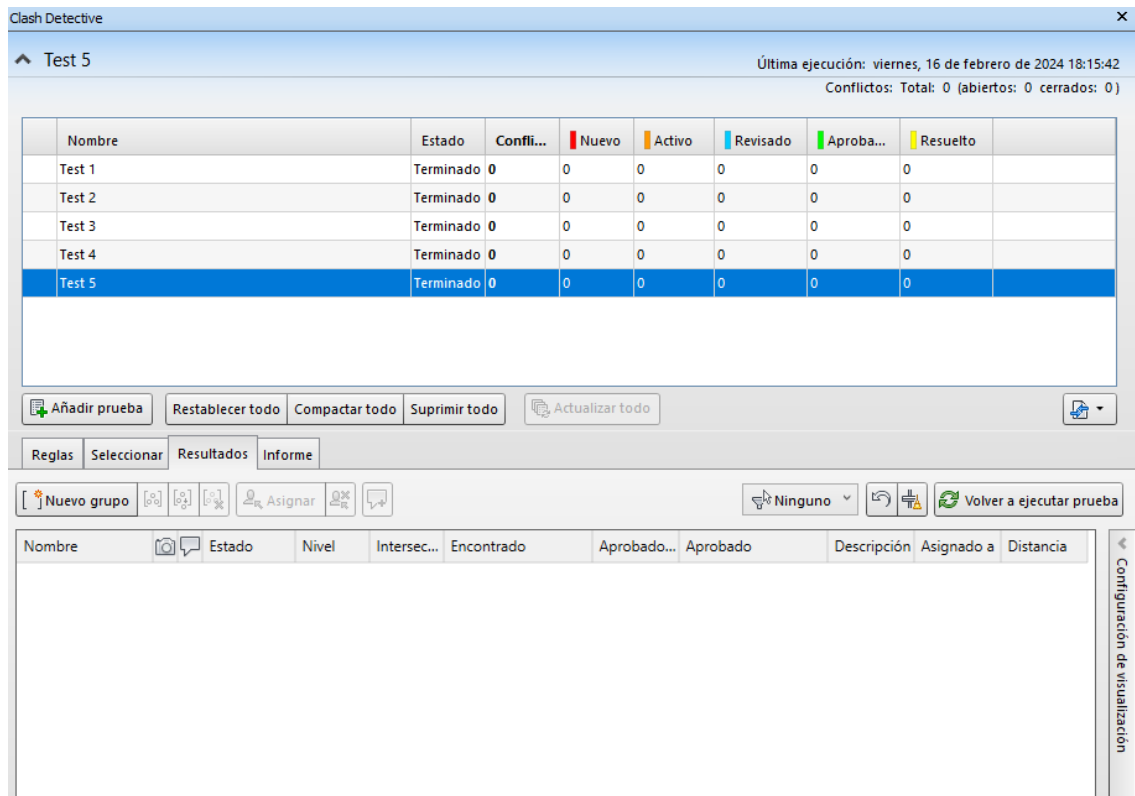 Clash Detective
Test 5
Última ejecución: viernes, 16 de febrero de 2024 18:15:42
Conflictos: Total: 0 (abiertos: 0 cerrados: 0)
Nombre Estado Confli... Nuevo Activo Revisado Aproba... Resuelto
Test 1 Terminado 0 0 0 0 0 0
Test 2 Terminado 0 0 0 0 0 0
Test 3 Terminado 0 0 0 0 0 0
Test 4 Terminado 0 0 0 0 0 0
Test 5 Terminado 0 0 0 0 0 0
Añadir prueba Restablecer todo Compactar todo Suprimir todo Actualizar todo
Reglas Seleccionar Resultados Informe
Nuevo grupo Asignar Ninguno Volver a ejecutar prueba
Nombre Estado Nivel Intersec... Encontrado Aprobado... Aprobado Descripción Asignado a Distancia
Configuración de visualización